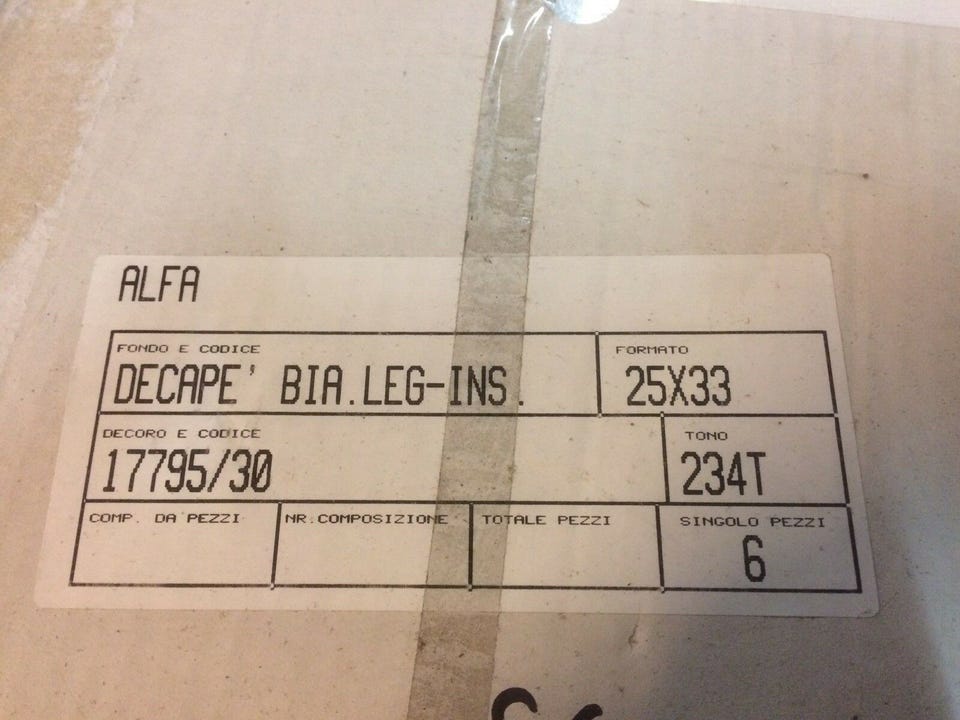 ALFA
FONDO E CODICE
FORMATO
DECAPE' BIA.LEG-INS.
25X33
DECORO E CODICE
TONO
17795/30
234T
COMP. DA PEZZI
NR.COMPOSIZIONE
TOTALE PEZZI
SINGOLO PEZZI
6